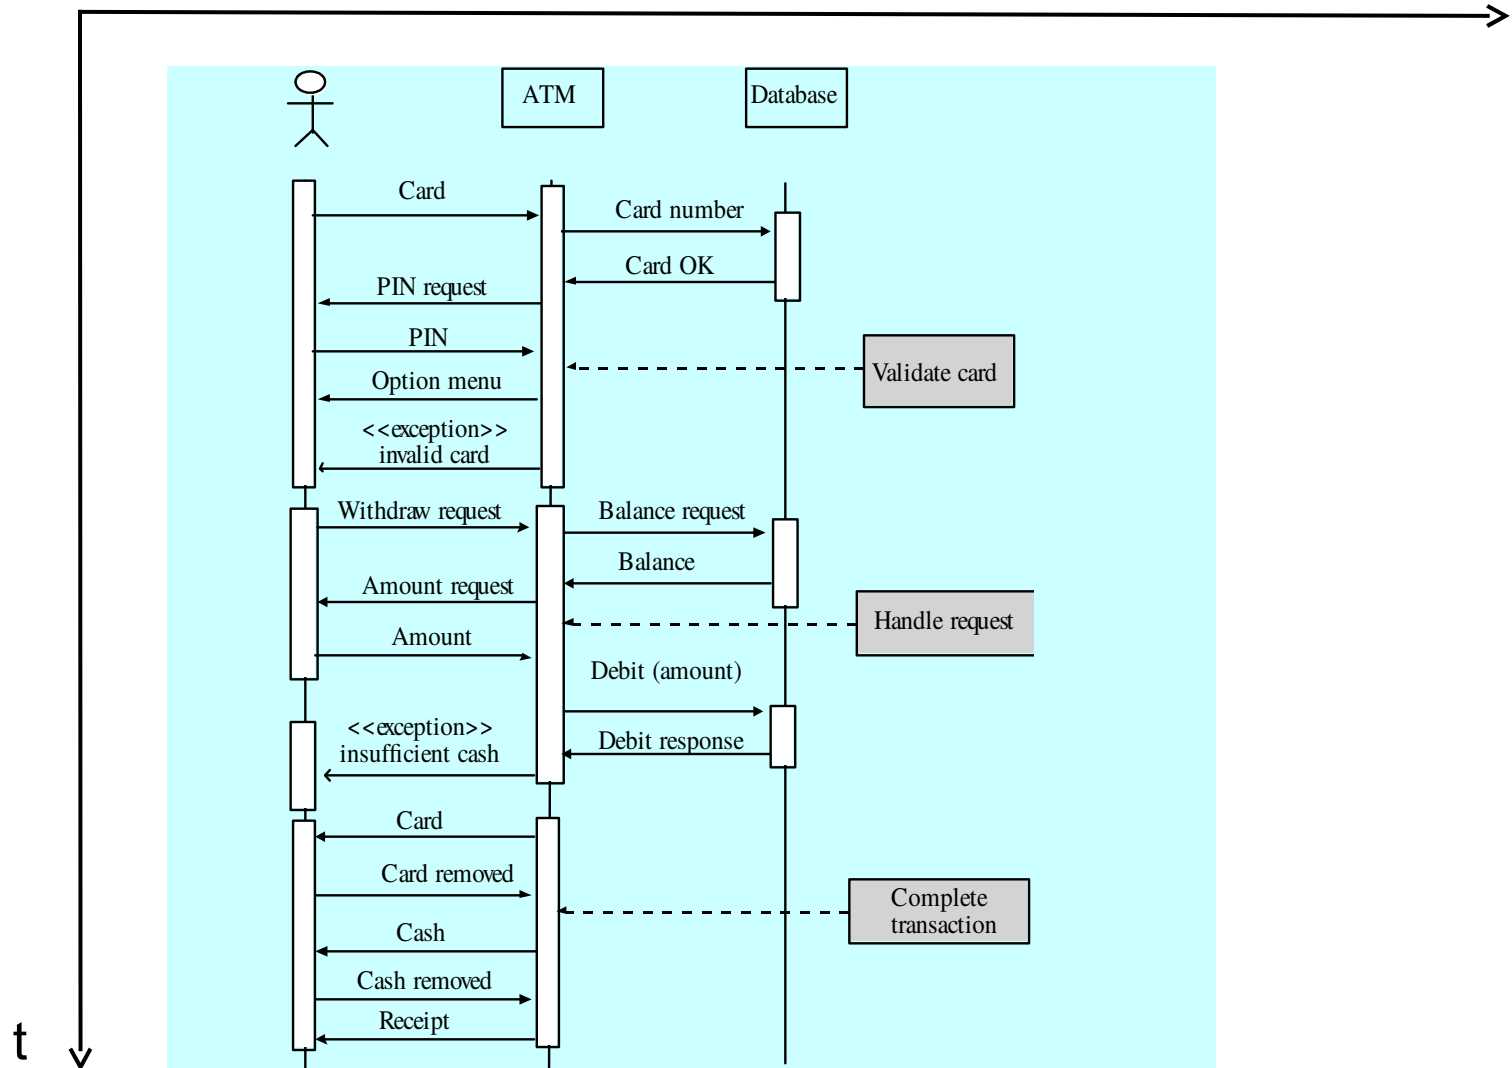 ATM
Database
Card
Card number
Card OK
PIN request
PIN
Validate card
Option menu
<<exception>>
invalid card
Withdraw request
Balance request
Balance
Amount request
Handle request
Amount
Debit (amount)
<<exception>>
insufficient cash
Debit response
Card
Card removed
Complete
transaction
Cash
Cash removed
Receipt
t